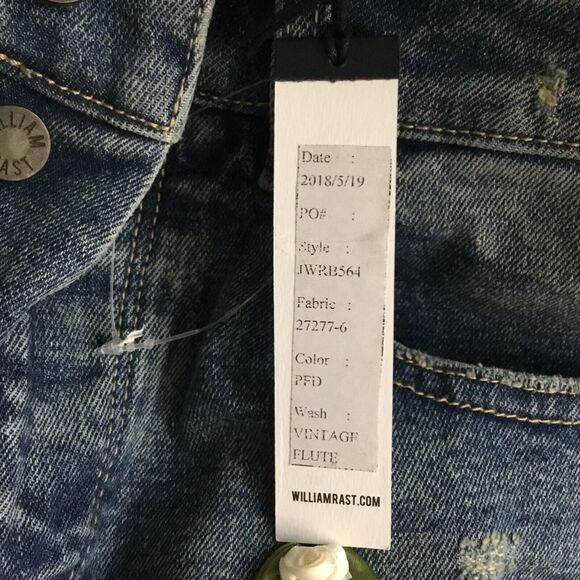 WILLIAM
RAST
Date :
2018/5/19
PO# :
Style :
JWRB564
Fabric :
27277-6
Color :
PFD
Wash :
VINTAGE
FLUTE
WILLIAMRAST.COM